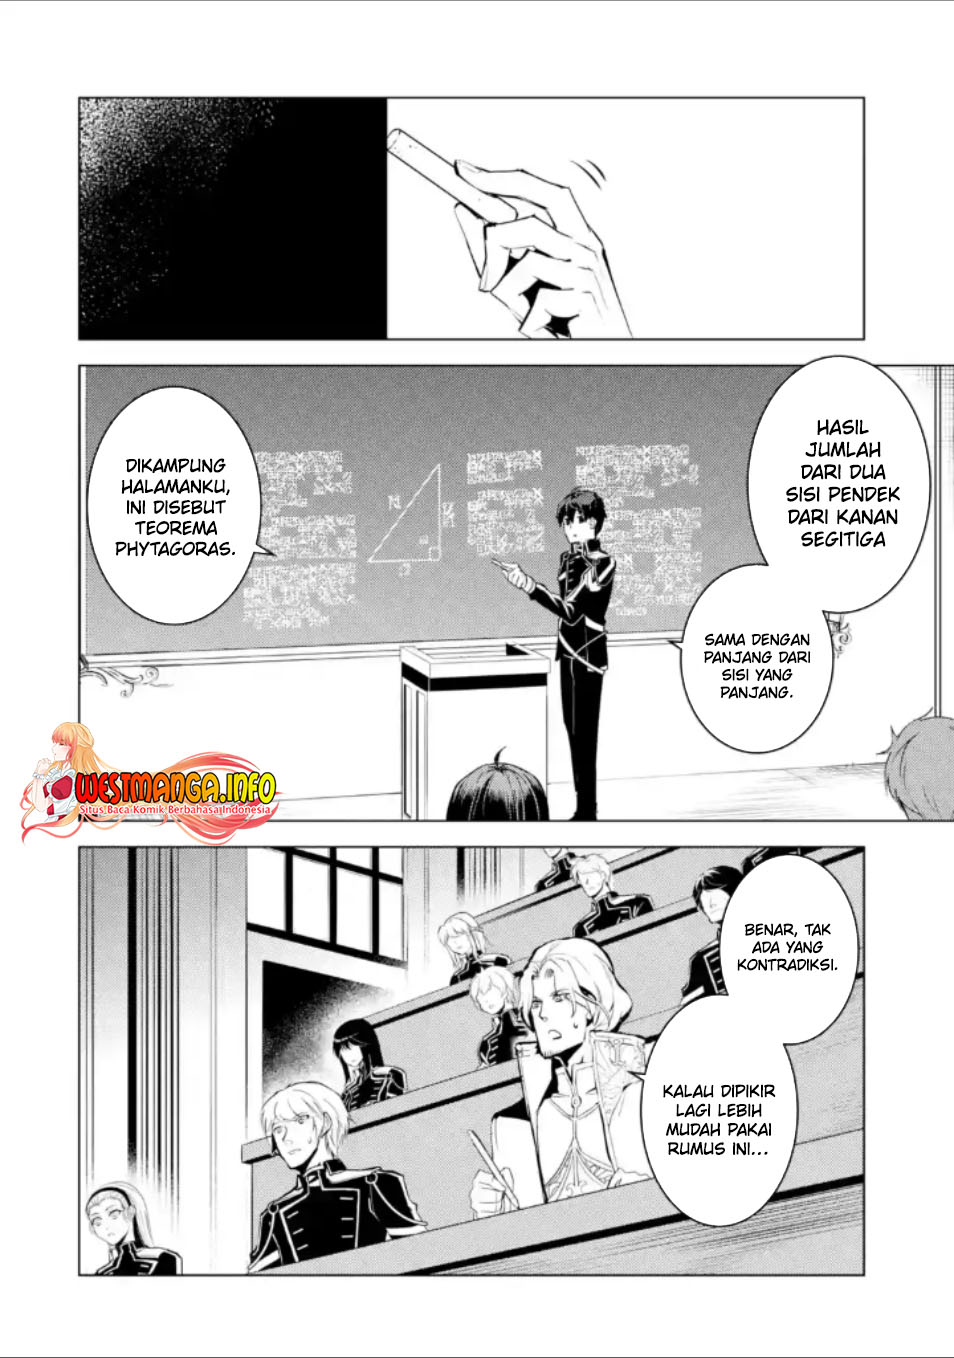 HASIL
JUMLAH
DARI DUA
SISI PENDEK
DARI KANAN
SEGITIGA
SAMA DENGAN
PANJANG DARI
SISI YANG
PANJANG.
DIKAMPUNG
HALAMANKU,
INI DISEBUT
TEOREMA
PHYTAGORAS.
WESTMANGA.INFO
Situs Baca Komik Berbahasa Indonesia
BENAR, TAK
ADA YANG
KONTRADIKSI.
KALAU DIPIKIR
LAGI LEBIH
MUDAH PAKAI
RUMUS INI...